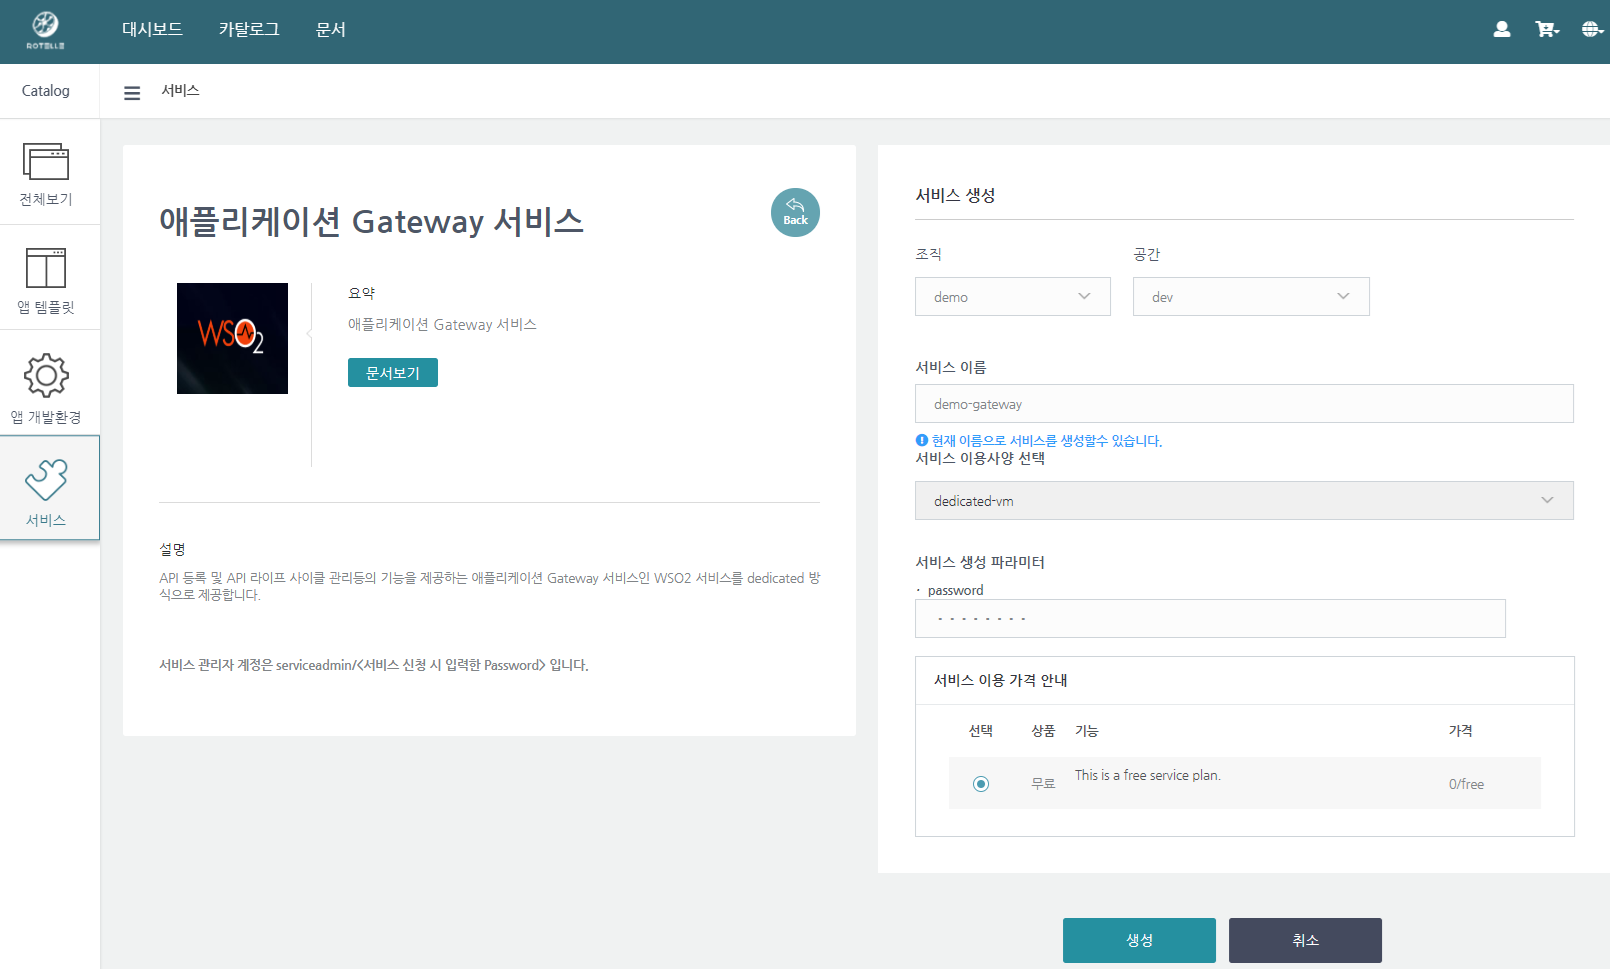 ROTELLE
대시보드 카탈로그 문서
Catalog
서비스
전체보기
앱 템플릿
앱 개발환경
서비스
애플리케이션 Gateway 서비스
Back
WSO2
요약
애플리케이션 Gateway 서비스
문서보기
설명
API 등록 및 API 라이프 사이클 관리등의 기능을 제공하는 애플리케이션 Gateway 서비스인 WSO2 서비스를 dedicated 방
식으로 제공합니다.
서비스 관리자 계정은 serviceadmin/<서비스 신청 시 입력한 Password> 입니다.
서비스 생성
조직 공간
demo dev
서비스 이름
demo-gateway
현재 이름으로 서비스를 생성할수 있습니다.
서비스 이용사양 선택
dedicated-vm
서비스 생성 파라미터
· password
서비스 이용 가격 안내
선택 상품 기능 가격
무료 This is a free service plan. 0/free
생성 취소